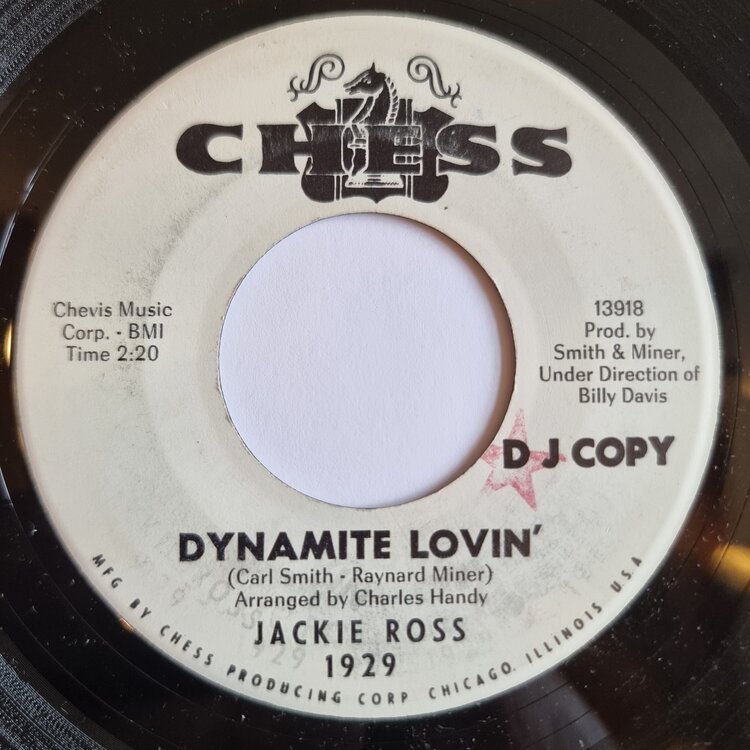 CHESS
Chevis Music
Corp. - BMI
Time 2:20
13918
Prod. by
Smith & Miner,
Under Direction of
Billy Davis
D J COPY
DYNAMITE LOVIN'
(Carl Smith - Raynard Miner)
Arranged by Charles Handy
JACKIE ROSS
1929
MFG BY CHESS PRODUCING CORP CHICAGO. ILLINOIS U.S.A